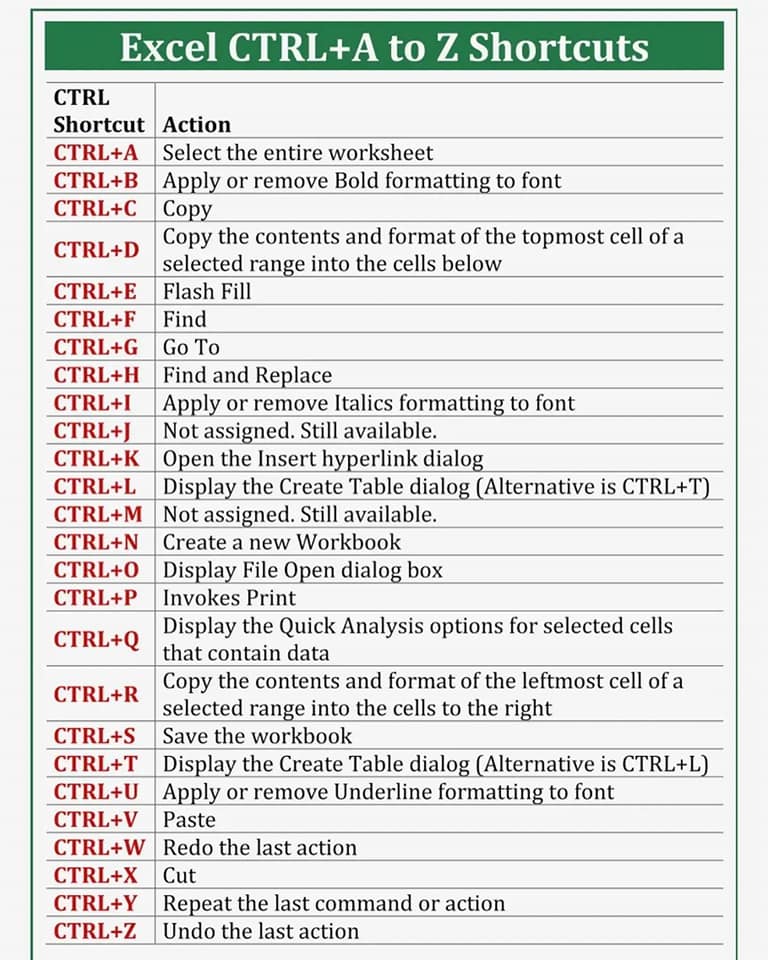 Excel CTRL+A to Z Shortcuts
CTRL
Shortcut Action
CTRL+A Select the entire worksheet
CTRL+B Apply or remove Bold formatting to font
CTRL+C Copy
CTRL+D Copy the contents and format of the topmost cell of a
selected range into the cells below
CTRL+E Flash Fill
CTRL+F Find
CTRL+G Go To
CTRL+H Find and Replace
CTRL+I Apply or remove Italics formatting to font
CTRL+J Not assigned. Still available.
CTRL+K Open the Insert hyperlink dialog
CTRL+L Display the Create Table dialog (Alternative is CTRL+T)
CTRL+M Not assigned. Still available.
CTRL+N Create a new Workbook
CTRL+O Display File Open dialog box
CTRL+P Invokes Print
CTRL+Q Display the Quick Analysis options for selected cells
that contain data
CTRL+R Copy the contents and format of the leftmost cell of a
selected range into the cells to the right
CTRL+S Save the workbook
CTRL+T Display the Create Table dialog (Alternative is CTRL+L)
CTRL+U Apply or remove Underline formatting to font
CTRL+V Paste
CTRL+W Redo the last action
CTRL+X Cut
CTRL+Y Repeat the last command or action
CTRL+Z Undo the last action